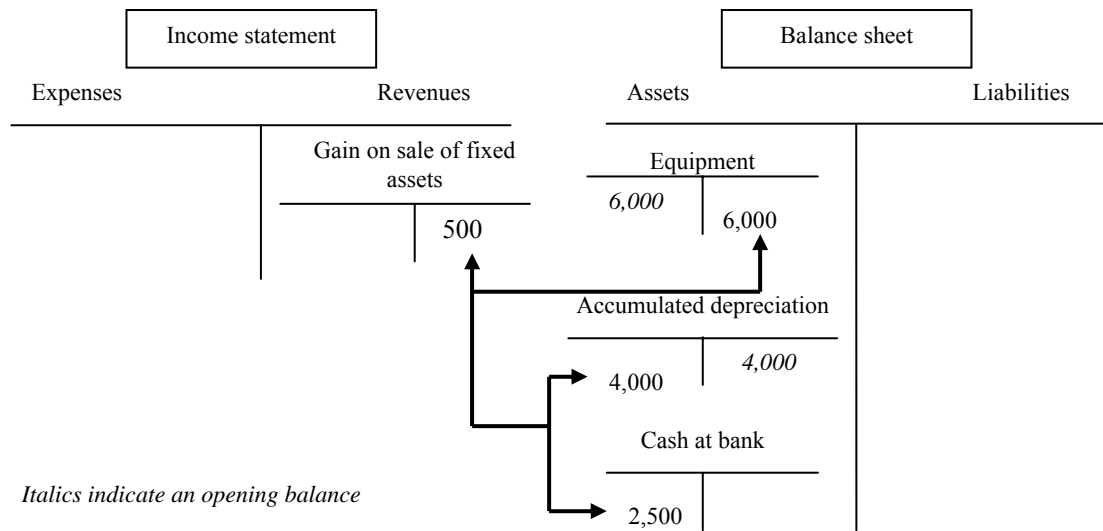 Income statement
Balance sheet
Expenses
Revenues
Assets
Liabilities
Gain on sale of fixed
assets
500
Equipment
6,000
6,000
Accumulated depreciation
4,000
4,000
Cash at bank
2,500
Italics indicate an opening balance